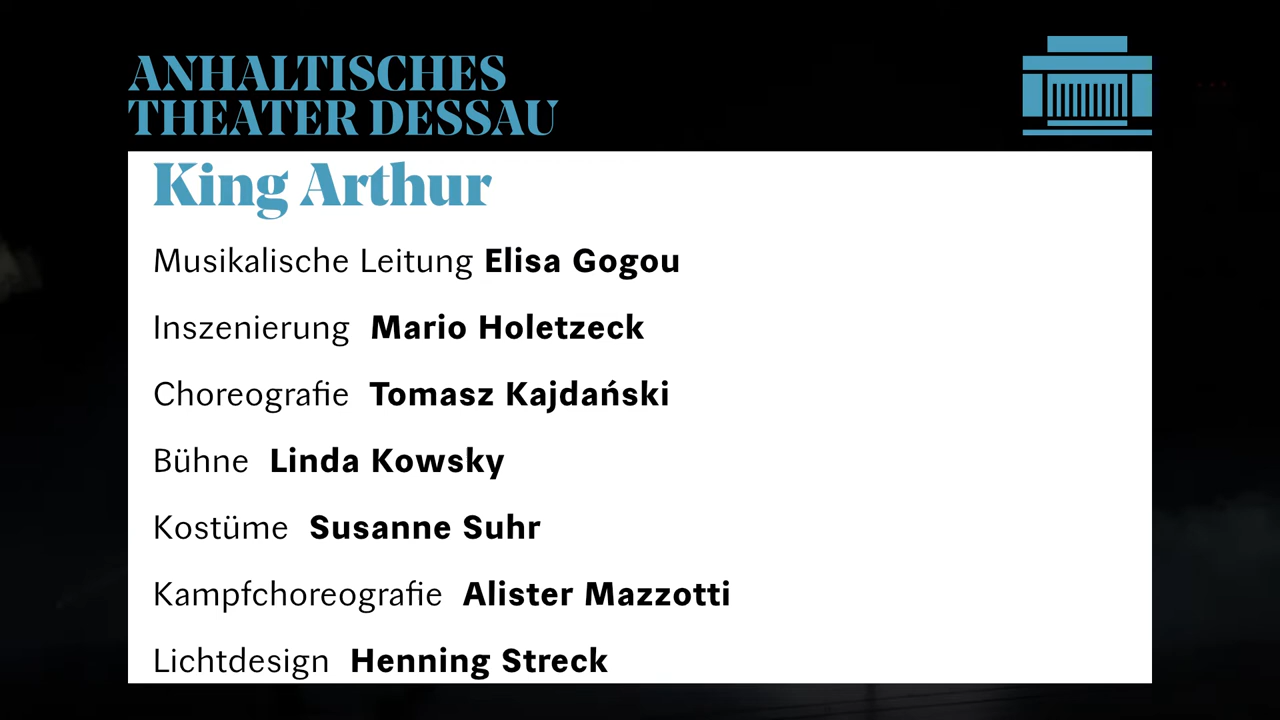 ANHALTISCHES
THEATER DESSAU
King Arthur
Musikalische Leitung Elisa Gogou
Inszenierung Mario Holetzeck
Choreografie Tomasz Kajdański
Bühne Linda Kowsky
Kostüme Susanne Suhr
Kampfchoreografie Alister Mazzotti
Lichtdesign Henning Streck